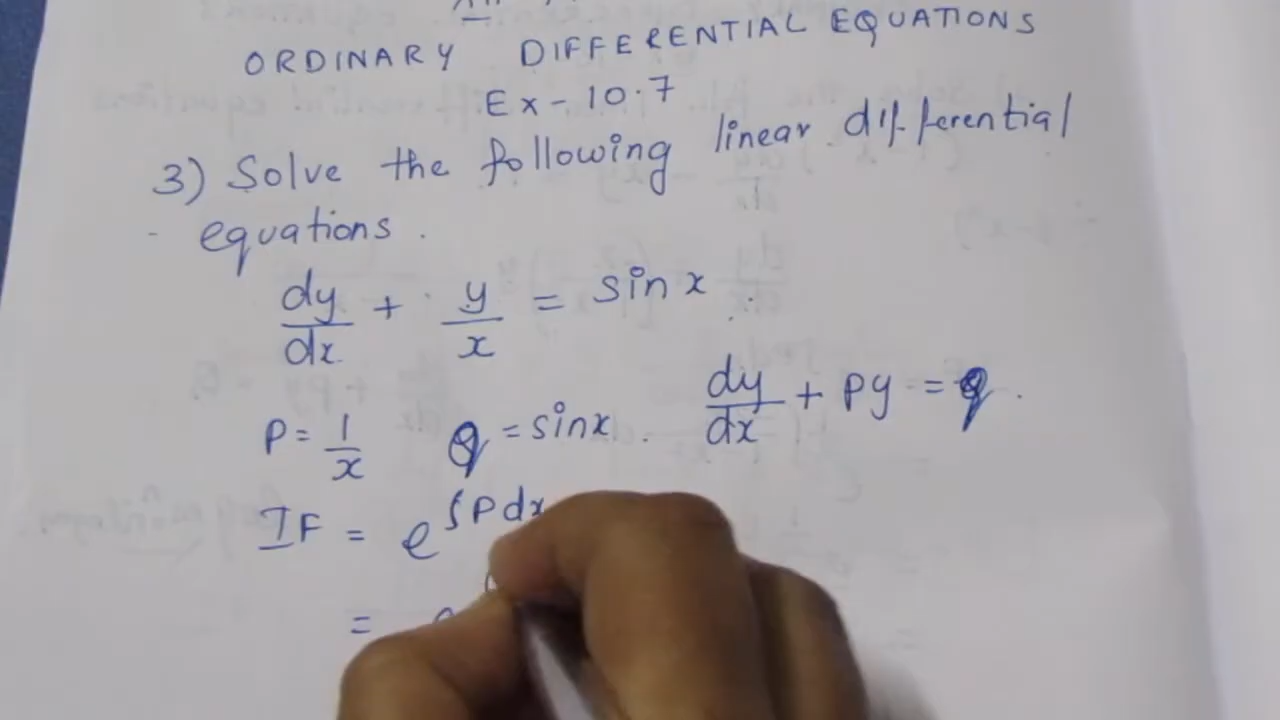 ORDINARY DIFFERENTIAL EQUATIONS
Ex - 10.7
3) Solve the following linear differential
equations.
dy/dx + y/x = sin x
P = 1/x Q = sinx. dy/dx + Py = Q.
IF = e^∫Pdx
= e